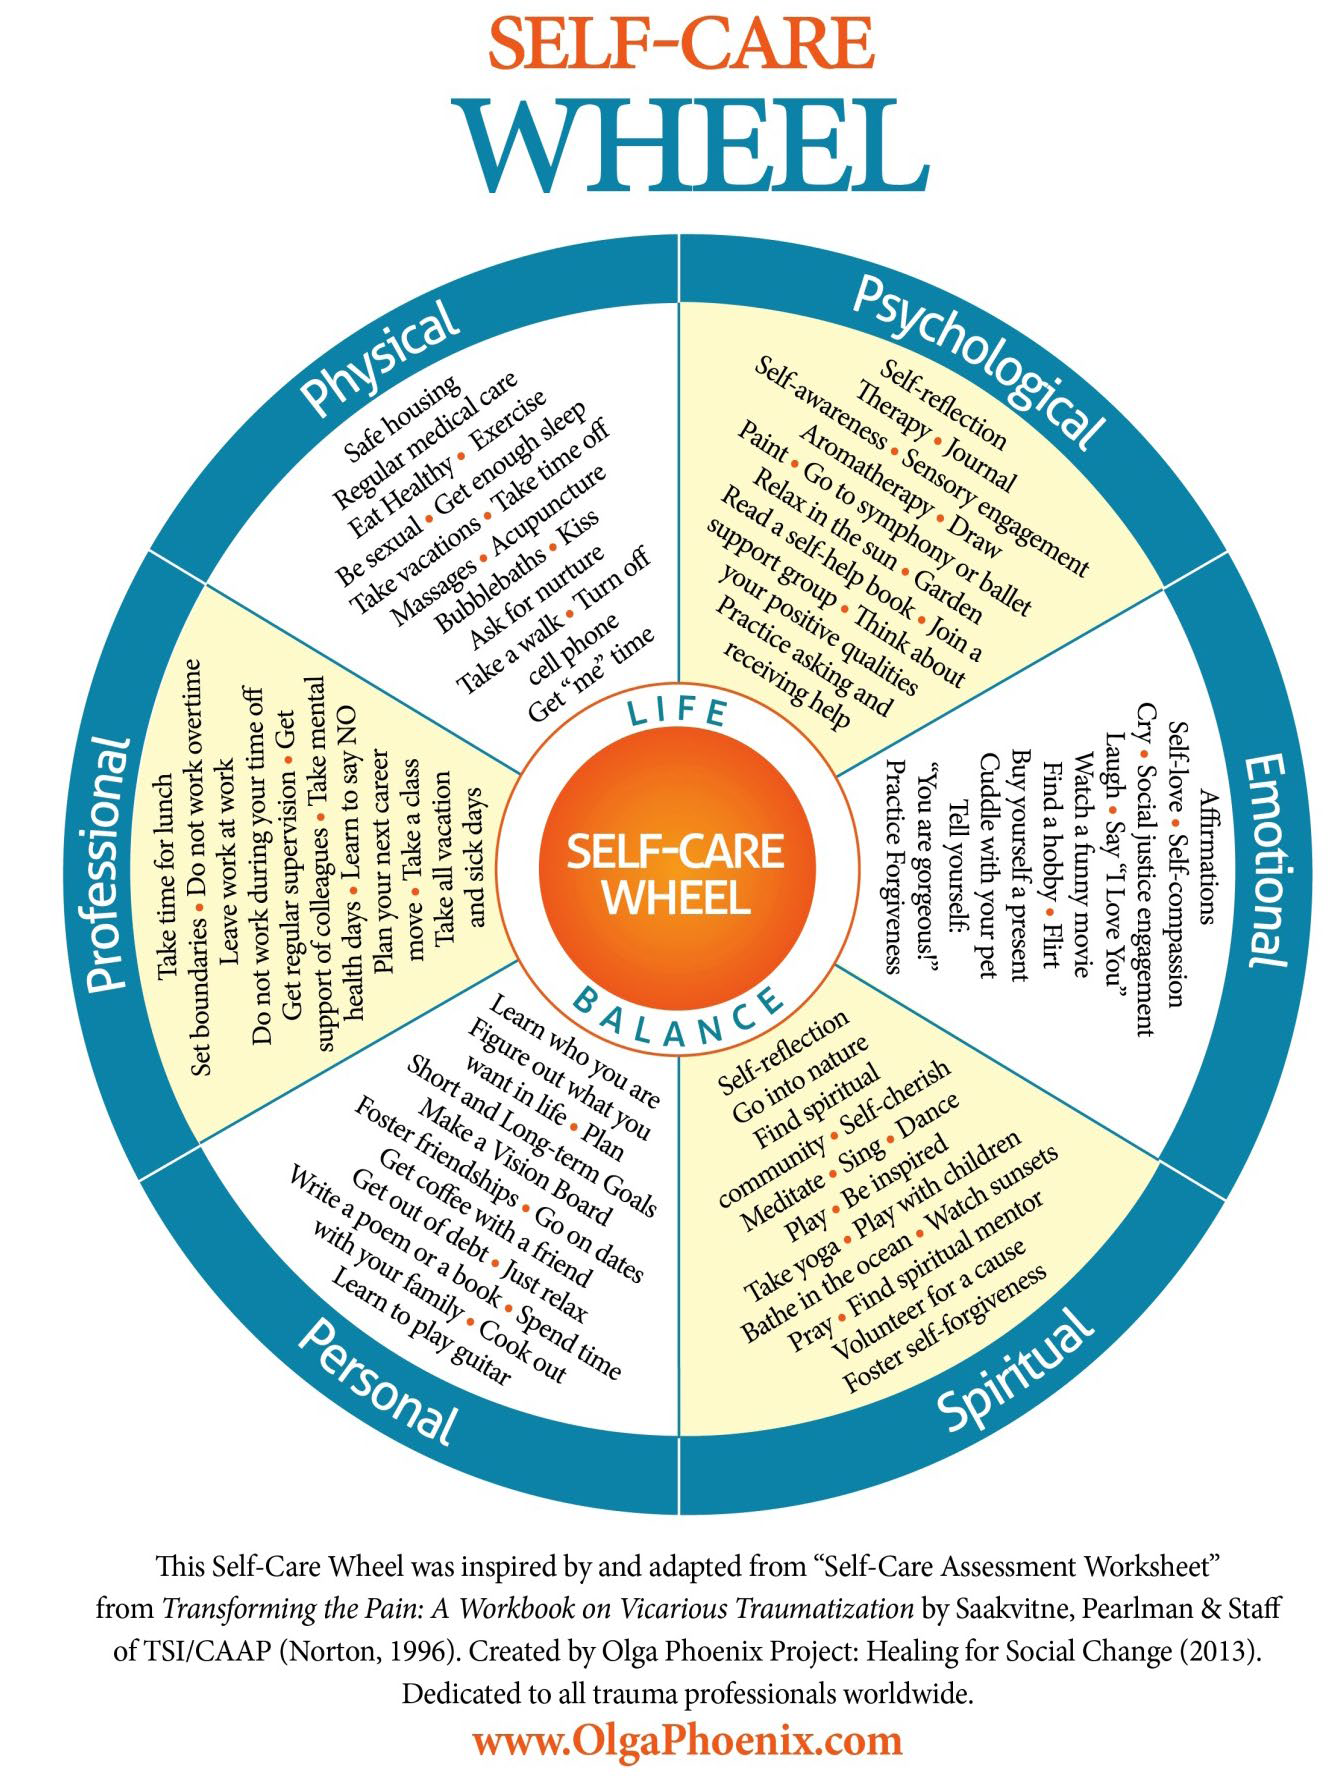 SELF-CARE
WHEEL
Physical
Safe housing
Regular medical care
Eat Healthy • Exercise
Be sexual • Get enough sleep
Take vacations • Take time off
Massages • Acupuncture
Bubblebaths • Kiss
Ask for nurture
Take a walk • Turn off
cell phone
Get “me” time
Psychological
Self-reflection
Therapy • Journal
Self-awareness • Sensory engagement
Aromatherapy • Draw
Paint • Go to symphony or ballet
Relax in the sun • Garden
Read a self-help book • Join a
support group • Think about
your positive qualities
Practice asking and
receiving help
Emotional
Affirmations
Self-love • Self-compassion
Cry • Social justice engagement
Laugh • Say “I Love You”
Watch a funny movie
Find a hobby • Flirt
Buy yourself a present
Cuddle with your pet
Tell yourself:
“You are gorgeous!”
Practice Forgiveness
Spiritual
Self-reflection
Go into nature
Find spiritual
community • Self-cherish
Meditate • Sing • Dance
Play • Be inspired
Take yoga • Play with children
Bathe in the ocean • Watch sunsets
Pray • Find spiritual mentor
Volunteer for a cause
Foster self-forgiveness
Personal
Learn who you are
Figure out what you
want in life • Plan
Short and Long-term Goals
Make a Vision Board
Foster friendships • Go on dates
Get coffee with a friend
Get out of debt • Just relax
Write a poem or a book • Spend time
with your family • Cook out
Learn to play guitar
Professional
Take time for lunch
Set boundaries • Do not work overtime
Leave work at work
Do not work during your time off
Get regular supervision • Get
support of colleagues • Take mental
health days • Learn to say NO
Plan your next career
move • Take a class
Take all vacation
and sick days
LIFE
SELF-CARE
WHEEL
BALANCE
This Self-Care Wheel was inspired by and adapted from “Self-Care Assessment Worksheet”
from Transforming the Pain: A Workbook on Vicarious Traumatization by Saakvitne, Pearlman & Staff
of TSI/CAAP (Norton, 1996). Created by Olga Phoenix Project: Healing for Social Change (2013).
Dedicated to all trauma professionals worldwide.
www.OlgaPhoenix.com